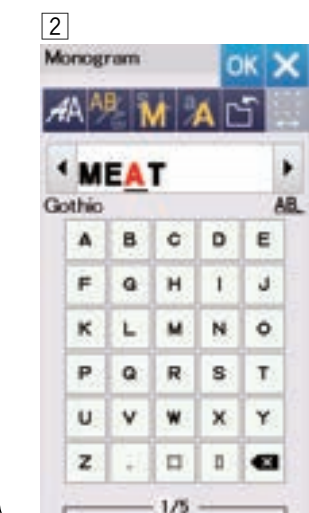 2
Monogram
OK X
MEAT
Gothic
A B C D E
F G H I J
K L M N O
P Q R S T
U V W X Y
Z .
1/5